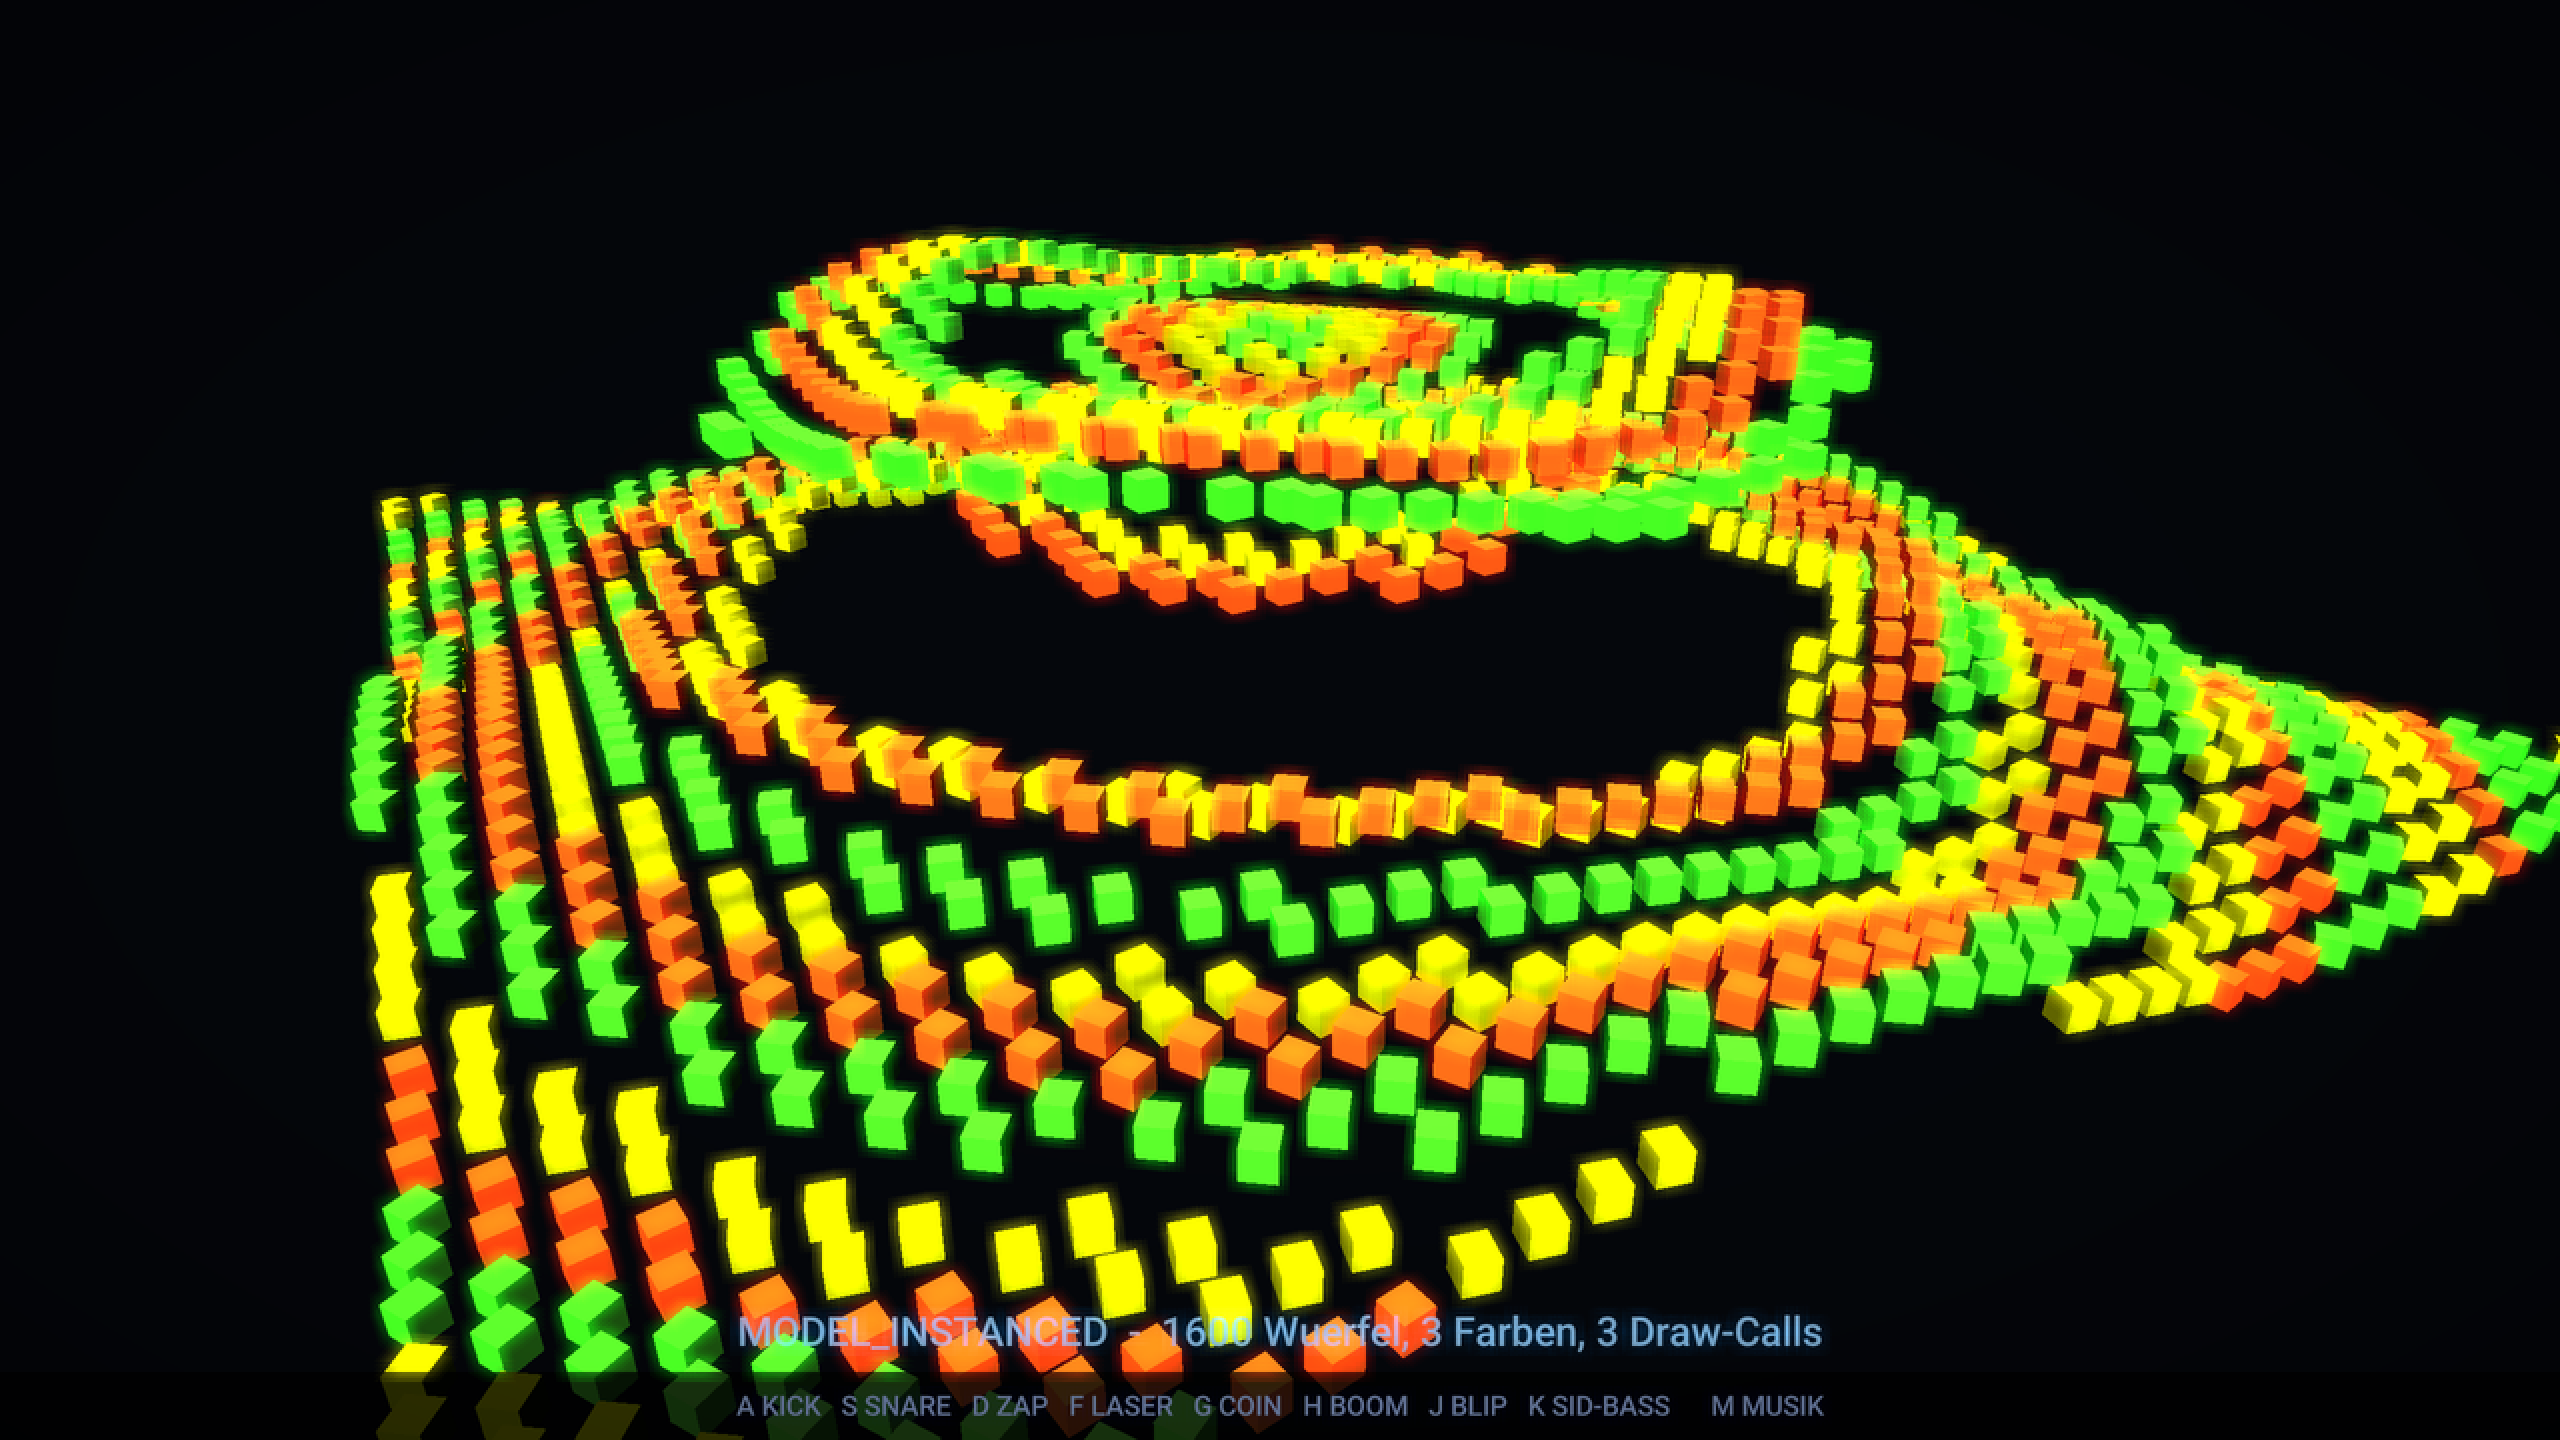 MODEL_INSTANCED - 1600 Wuerfel, 3 Farben, 3 Draw-Calls
A KICK S SNARE D ZAP F LASER G COIN H BOOM J BLIP K SID-BASS M MUSIK